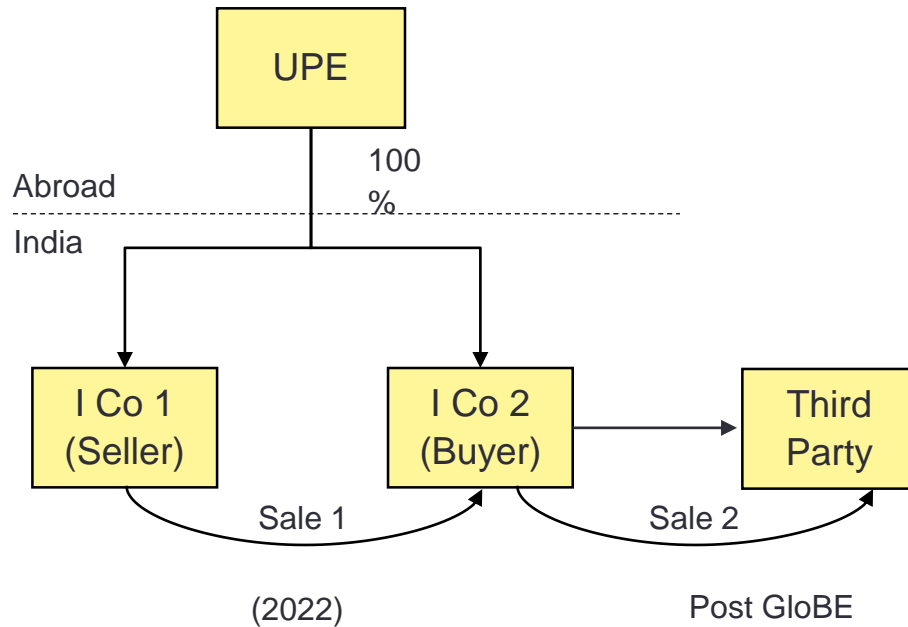 UPE
100
%
Abroad
India
I Co 1
(Seller)
I Co 2
(Buyer)
Third
Party
Sale 1
Sale 2
(2022)
Post GloBE